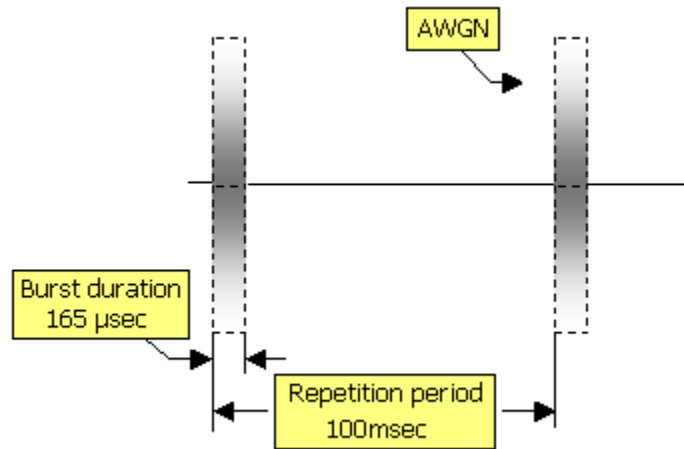 AWGN
Burst duration
165 µsec
Repetition period
100msec